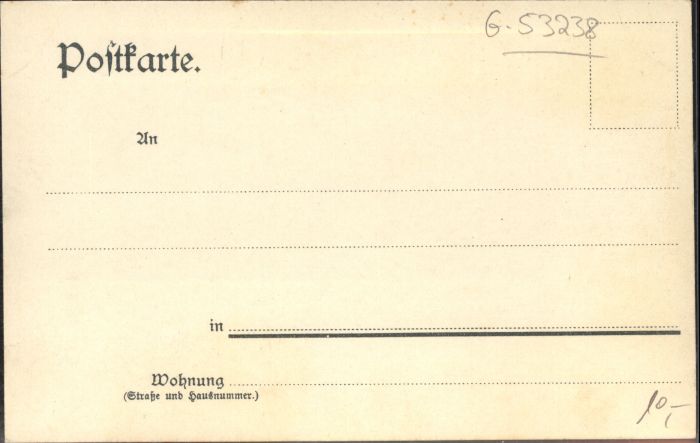 G-53238
Postkarte.
An
in
Wohnung
(Straße und Hausnummer.)
10,-